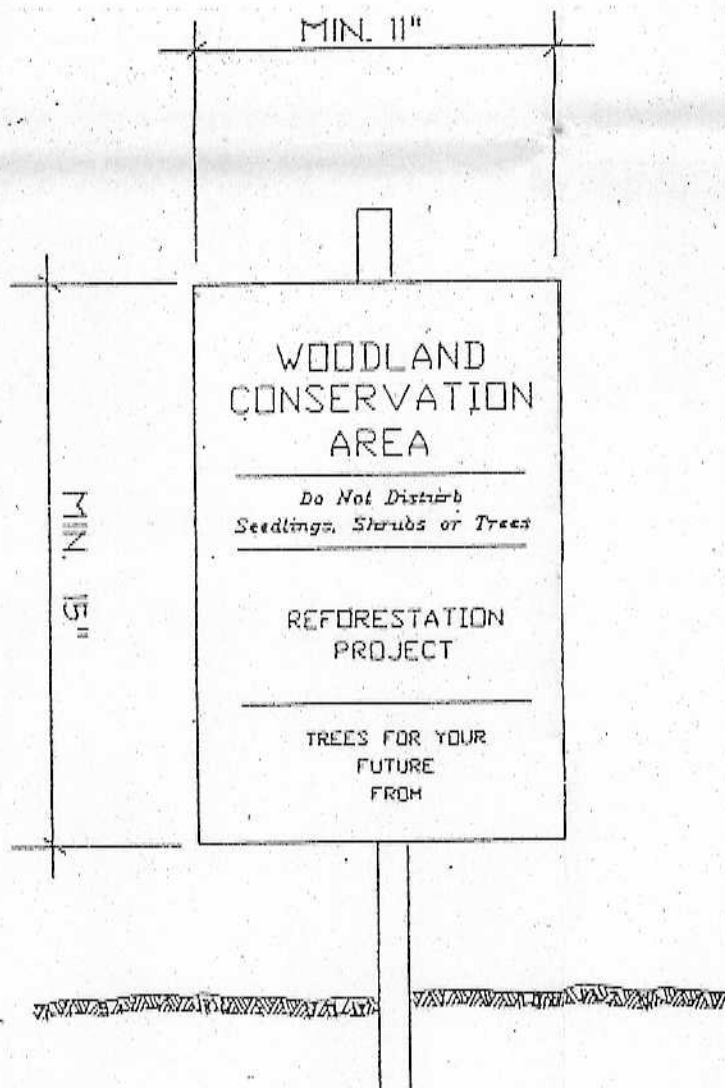 MIN. 11"
WOODLAND
CONSERVATION
AREA
Do Not Disturb
Seedlings, Shrubs or Trees
MIN. 15"
REFORESTATION
PROJECT
TREES FOR YOUR
FUTURE
FROM